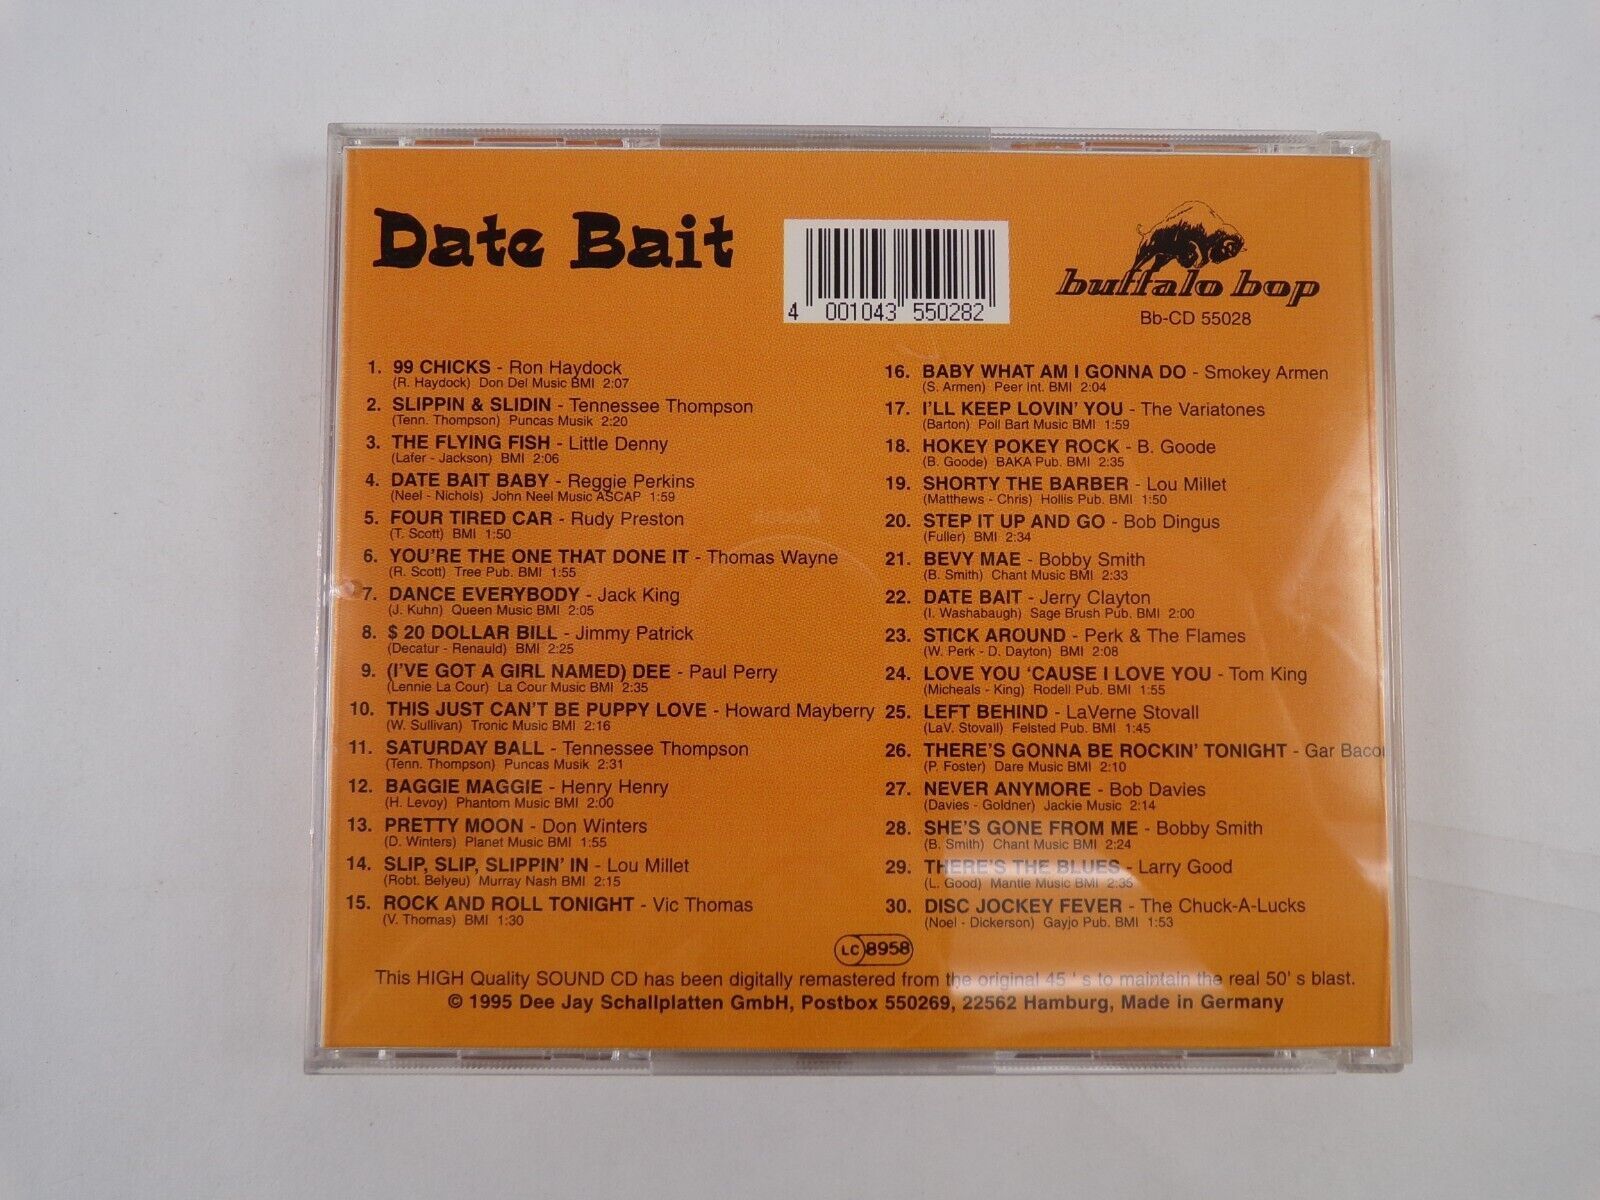 Date Bait
4 001043 550282
buffalo bop
Bb-CD 55028
1. 99 CHICKS - Ron Haydock
(R. Haydock) Don Del Music BMI 2:07
2. SLIPPIN & SLIDIN - Tennessee Thompson
(Tenn. Thompson) Puncas Musik 2:20
3. THE FLYING FISH - Little Denny
(Lafer - Jackson) BMI 2:06
4. DATE BAIT BABY - Reggie Perkins
(Neel - Nichols) John Neel Music ASCAP 1:59
5. FOUR TIRED CAR - Rudy Preston
(T. Scott) BMI 1:50
6. YOU'RE THE ONE THAT DONE IT - Thomas Wayne
(R. Scott) Tree Pub. BMI 1:55
7. DANCE EVERYBODY - Jack King
(J. Kuhn) Queen Music BMI 2:05
8. $ 20 DOLLAR BILL - Jimmy Patrick
(Decatur - Renauld) BMI 2:25
9. (I'VE GOT A GIRL NAMED) DEE - Paul Perry
(Lennie La Cour) La Cour Music BMI 2:35
10. THIS JUST CAN'T BE PUPPY LOVE - Howard Mayberry
(W. Sullivan) Tronic Music BMI 2:16
11. SATURDAY BALL - Tennessee Thompson
(Tenn. Thompson) Puncas Musik 2:31
12. BAGGIE MAGGIE - Henry Henry
(H. Levoy) Phantom Music BMI 2:00
13. PRETTY MOON - Don Winters
(D. Winters) Planet Music BMI 1:55
14. SLIP, SLIP, SLIPPIN' IN - Lou Millet
(Robt. Belyeu) Murray Nash BMI 2:15
15. ROCK AND ROLL TONIGHT - Vic Thomas
(V. Thomas) BMI 1:30
16. BABY WHAT AM I GONNA DO - Smokey Armen
(S. Armen) Peer Int. BMI 2:04
17. I'LL KEEP LOVIN' YOU - The Variatones
(Barton) Poll Bart Music BMI 1:59
18. HOKEY POKEY ROCK - B. Goode
(B. Goode) BAKA Pub. BMI 2:35
19. SHORTY THE BARBER - Lou Millet
(Matthews - Chris) Hollis Pub. BMI 1:50
20. STEP IT UP AND GO - Bob Dingus
(Fuller) BMI 2:34
21. BEVY MAE - Bobby Smith
(B. Smith) Chant Music BMI 2:33
22. DATE BAIT - Jerry Clayton
(I. Washabaugh) Sage Brush Pub. BMI 2:00
23. STICK AROUND - Perk & The Flames
(W. Perk - D. Dayton) BMI 2:08
24. LOVE YOU 'CAUSE I LOVE YOU - Tom King
(Micheals - King) Rodell Pub. BMI 1:55
25. LEFT BEHIND - LaVerne Stovall
(LaV. Stovall) Felsted Pub. BMI 1:45
26. THERE'S GONNA BE ROCKIN' TONIGHT - Gar Bacon
(P. Foster) Dare Music BMI 2:10
27. NEVER ANYMORE - Bob Davies
(Davies - Goldner) Jackie Music 2:14
28. SHE'S GONE FROM ME - Bobby Smith
(B. Smith) Chant Music BMI 2:24
29. THERE'S THE BLUES - Larry Good
(L. Good) Mantle Music BMI 2:35
30. DISC JOCKEY FEVER - The Chuck-A-Lucks
(Noel - Dickerson) Gayjo Pub. BMI 1:53
LC 8958
This HIGH Quality SOUND CD has been digitally remastered from the original 45 ' s to maintain the real 50' s blast.
© 1995 Dee Jay Schallplatten GmbH, Postbox 550269, 22562 Hamburg, Made in Germany